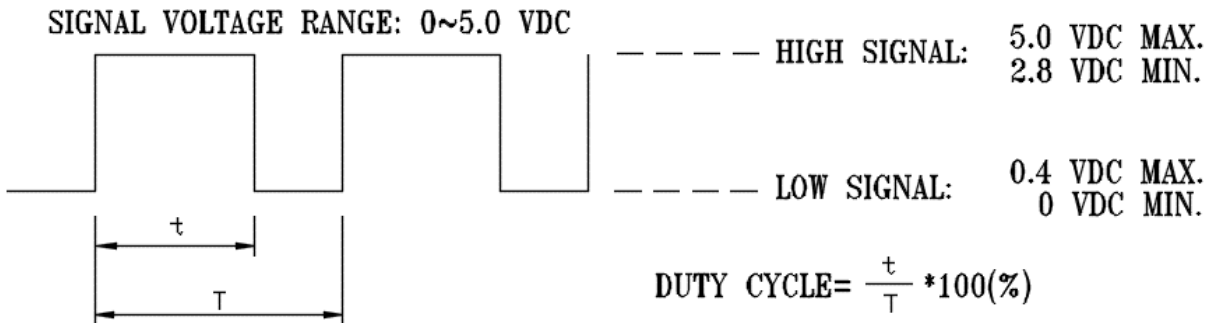 SIGNAL VOLTAGE RANGE: 0~5.0 VDC
HIGH SIGNAL: 5.0 VDC MAX.
2.8 VDC MIN.
LOW SIGNAL: 0.4 VDC MAX.
0 VDC MIN.
t
T
DUTY CYCLE= t/T *100(%)